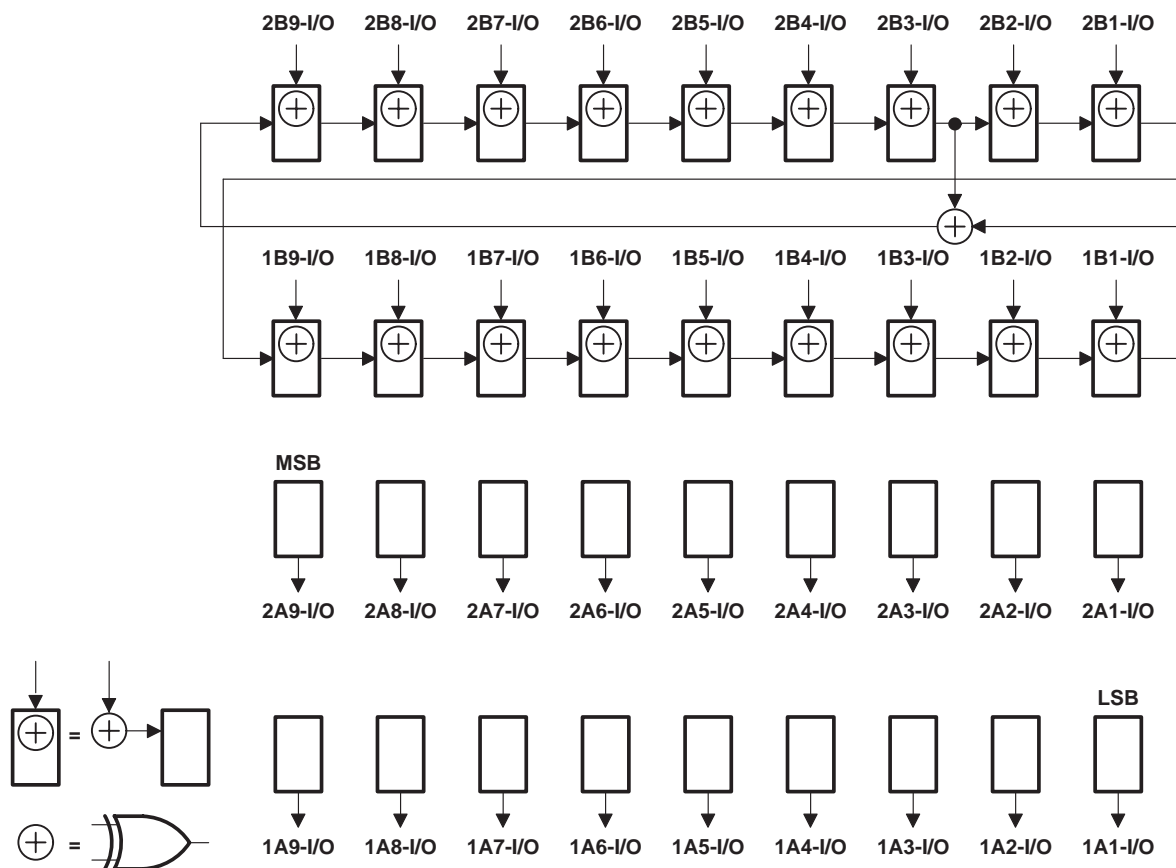 2B9-I/O 2B8-I/O 2B7-I/O 2B6-I/O 2B5-I/O 2B4-I/O 2B3-I/O 2B2-I/O 2B1-I/O
1B9-I/O 1B8-I/O 1B7-I/O 1B6-I/O 1B5-I/O 1B4-I/O 1B3-I/O 1B2-I/O 1B1-I/O
MSB
2A9-I/O 2A8-I/O 2A7-I/O 2A6-I/O 2A5-I/O 2A4-I/O 2A3-I/O 2A2-I/O 2A1-I/O
LSB
=
=
1A9-I/O 1A8-I/O 1A7-I/O 1A6-I/O 1A5-I/O 1A4-I/O 1A3-I/O 1A2-I/O 1A1-I/O